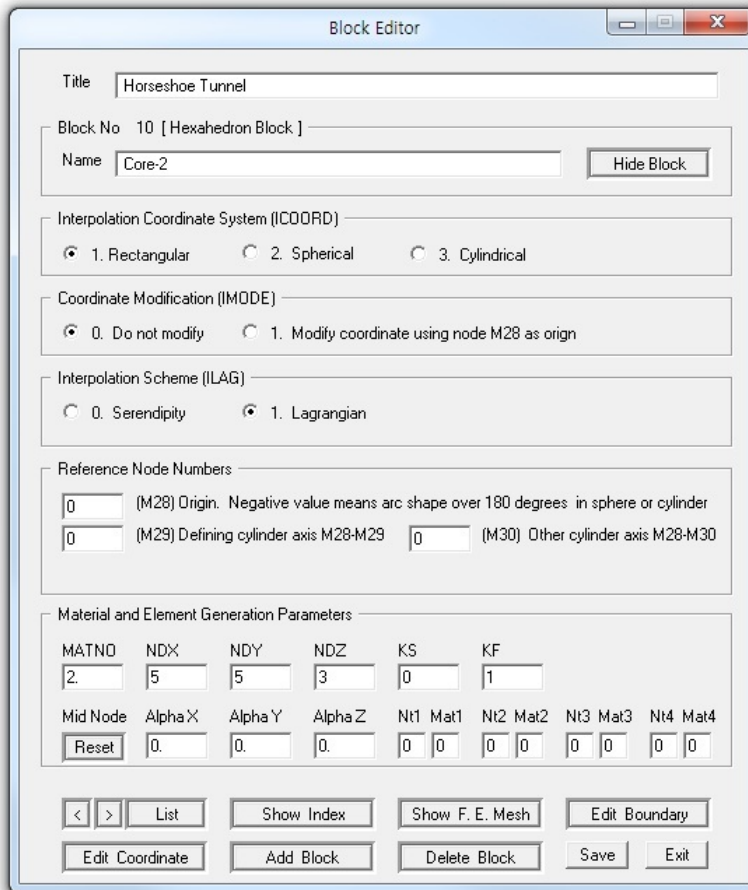 Block Editor
Title Horseshoe Tunnel
Block No 10 [ Hexahedron Block ]
Name Core-2 Hide Block
Interpolation Coordinate System (ICOORD)
1. Rectangular 2. Spherical 3. Cylindrical
Coordinate Modification (IMODE)
0. Do not modify 1. Modify coordinate using node M28 as orign
Interpolation Scheme (ILAG)
0. Serendipity 1. Lagrangian
Reference Node Numbers
0 (M28) Origin. Negative value means arc shape over 180 degrees in sphere or cylinder
0 (M29) Defining cylinder axis M28-M29 0 (M30) Other cylinder axis M28-M30
Material and Element Generation Parameters
MATNO NDX NDY NDZ KS KF
2. 5 5 3 0 1
Mid Node Alpha X Alpha Y Alpha Z Nt1 Mat1 Nt2 Mat2 Nt3 Mat3 Nt4 Mat4
Reset 0. 0. 0. 0 0 0 0 0 0 0 0
< > List Show Index Show F. E. Mesh Edit Boundary
Edit Coordinate Add Block Delete Block Save Exit